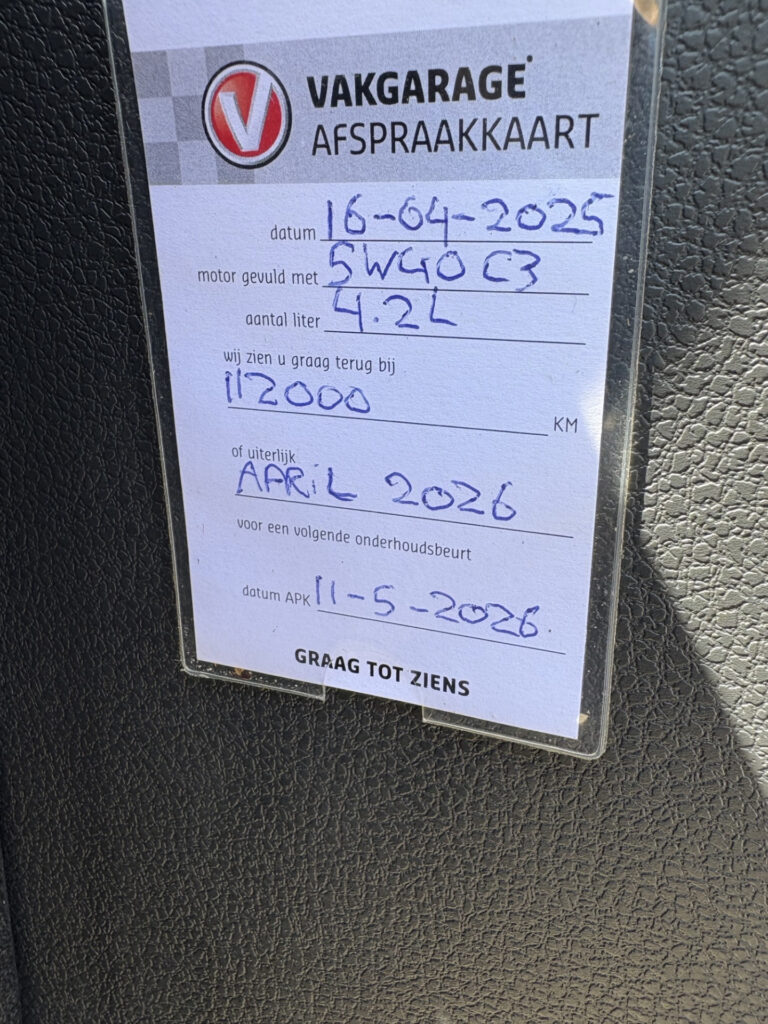 V VAKGARAGE
AFSPRAAKKAART
datum 16-04-2025
motor gevuld met 5W40 C3
aantal liter 4.2L
wij zien u graag terug bij
112000 KM
of uiterlijk
APRiL 2026
voor een volgende onderhoudsbeurt
datum APK 11-5-2026.
GRAAG TOT ZIENS